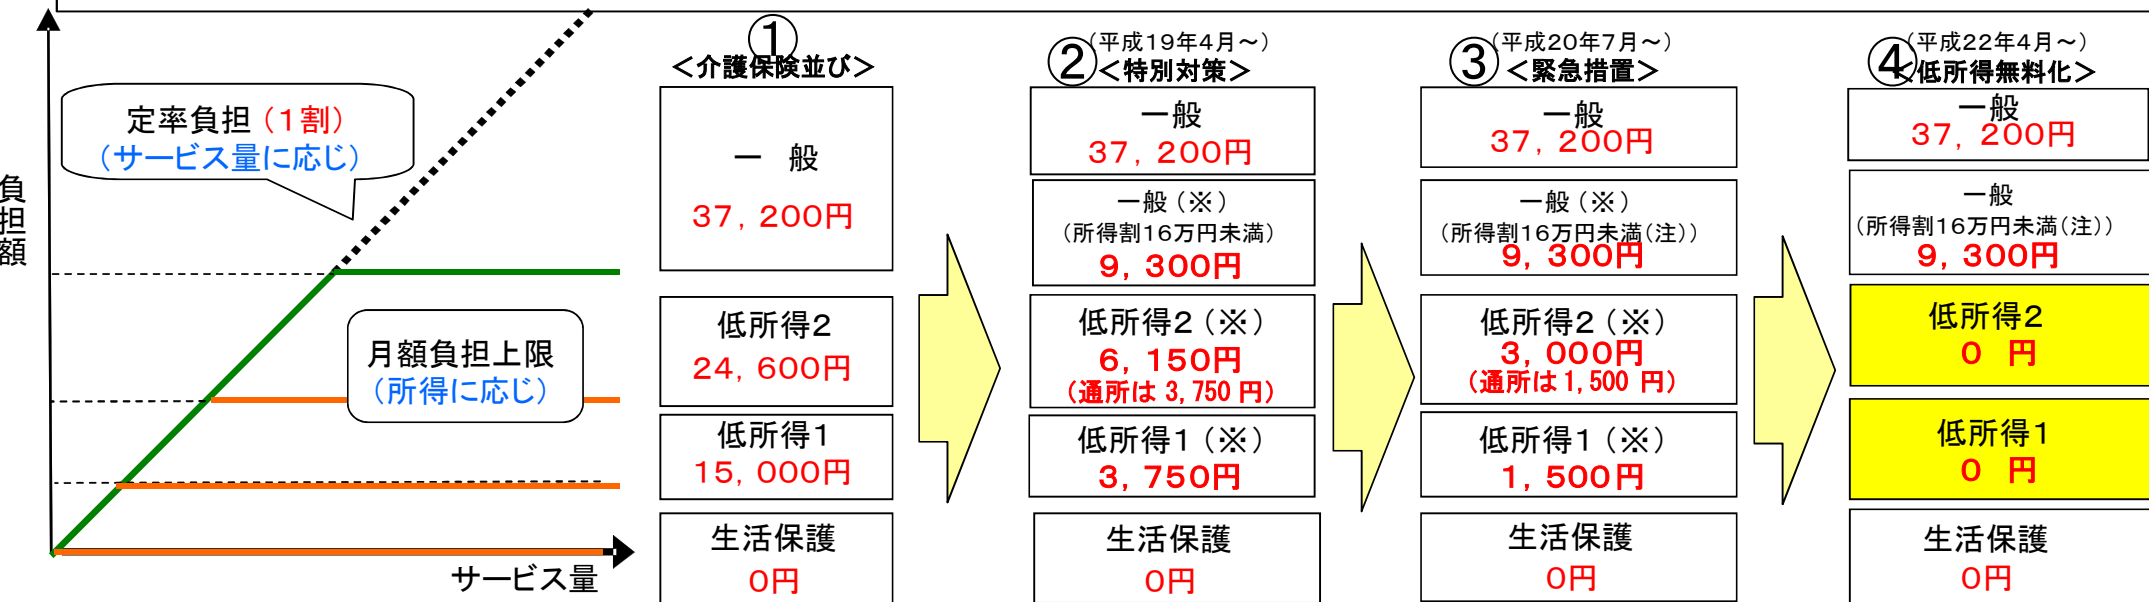 負担額
定率負担（１割）
（サービス量に応じ）
月額負担上限
（所得に応じ）
サービス量
①
＜介護保険並び＞
一　般
３７，２００円
低所得２
２４，６００円
低所得１
１５，０００円
生活保護
０円
②（平成１９年４月～）
＜特別対策＞
一般
３７，２００円
一般（※）
（所得割１６万円未満）
９，３００円
低所得２（※）
６，１５０円
（通所は 3,750 円）
低所得１（※）
３，７５０円
生活保護
０円
③（平成２０年７月～）
＜緊急措置＞
一般
３７，２００円
一般（※）
（所得割１６万円未満（注））
９，３００円
低所得２（※）
３，０００円
（通所は 1,500 円）
低所得１（※）
１，５００円
生活保護
０円
④（平成２２年４月～）
＜低所得無料化＞
一般
３７，２００円
一般
（所得割１６万円未満（注））
９，３００円
低所得２
０　円
低所得１
０　円
生活保護
０円